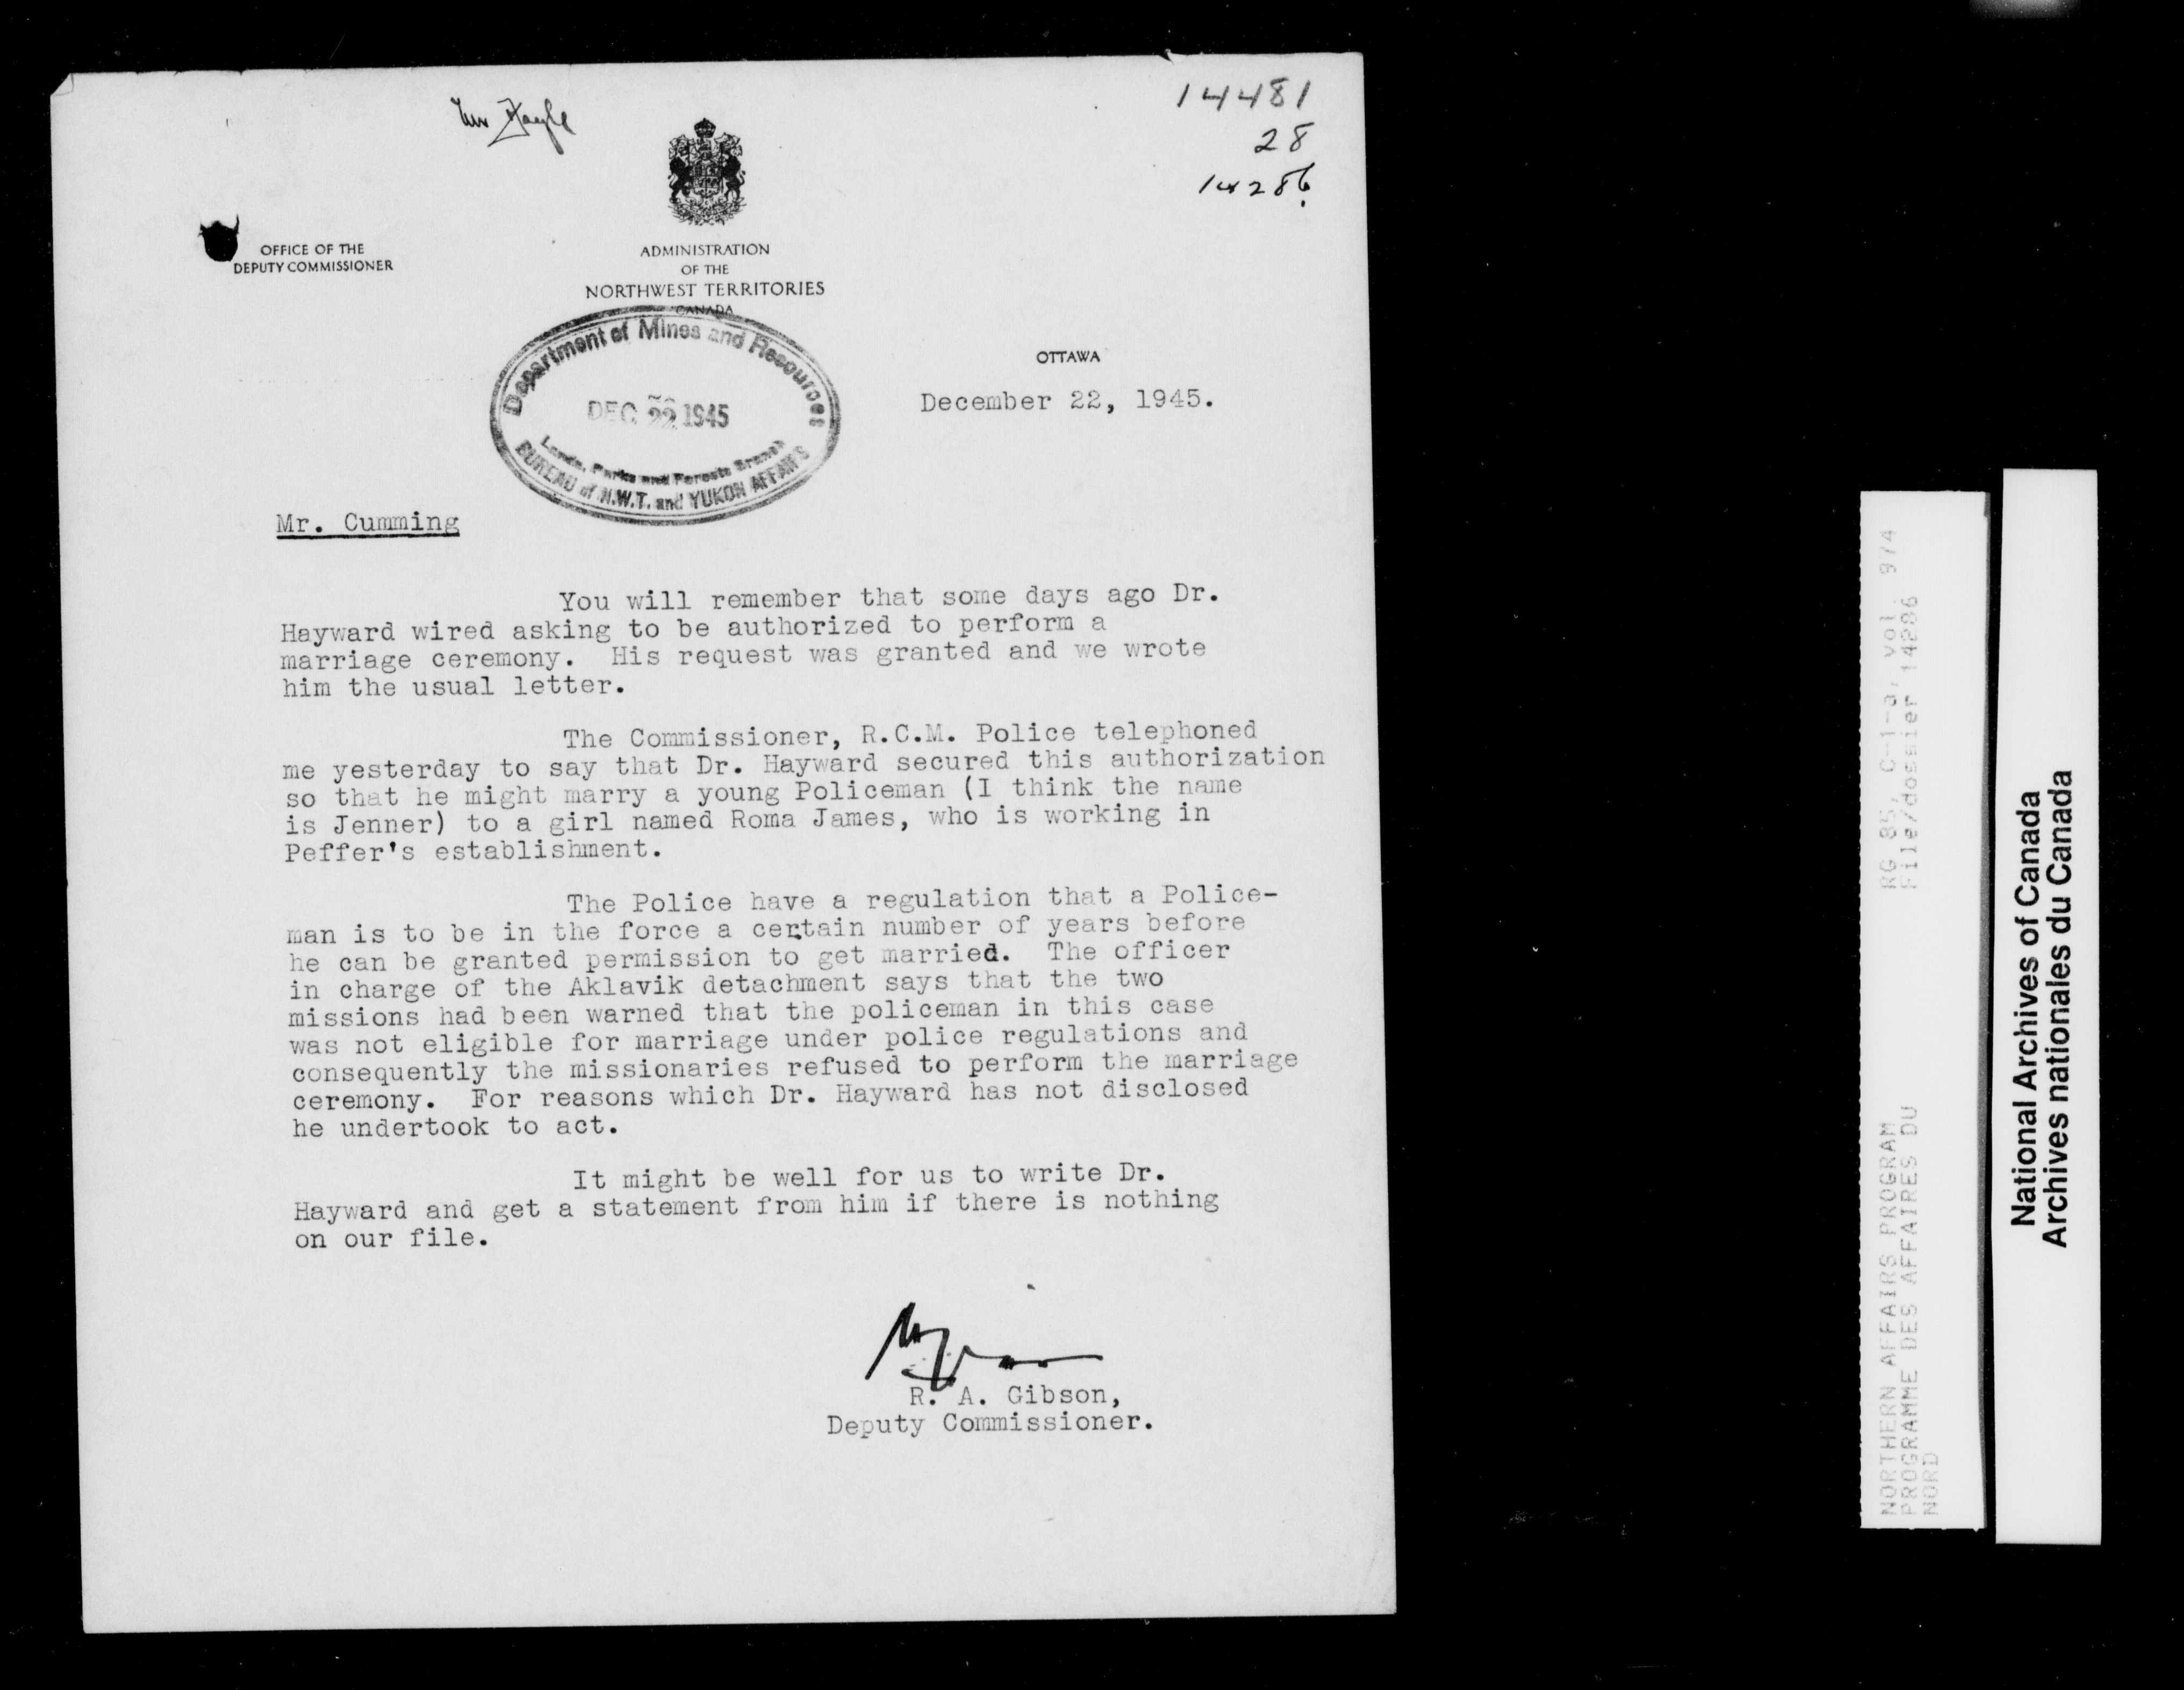 14481
28
14286
OFFICE OF THE
DEPUTY COMMISSIONER
ADMINISTRATION
OF THE
NORTHWEST TERRITORIES
CANADA
Department of Mines and Resources
DEC 22 1945
Lands, Parks and Forests Branch
BUREAU of N.W.T. and YUKON AFFAIRS
OTTAWA
December 22, 1945.
Mr. Cumming
You will remember that some days ago Dr.
Hayward wired asking to be authorized to perform a
marriage ceremony. His request was granted and we wrote
him the usual letter.
The Commissioner, R.C.M. Police telephoned
me yesterday to say that Dr. Hayward secured this authorization
so that he might marry a young Policeman (I think the name
is Jenner) to a girl named Roma James, who is working in
Peffer's establishment.
The Police have a regulation that a Police-
man is to be in the force a certain number of years before
he can be granted permission to get married. The officer
in charge of the Aklavik detachment says that the two
missions had been warned that the policeman in this case
was not eligible for marriage under police regulations and
consequently the missionaries refused to perform the marriage
ceremony. For reasons which Dr. Hayward has not disclosed
he undertook to act.
It might be well for us to write Dr.
Hayward and get a statement from him if there is nothing
on our file.
R. A. Gibson,
Deputy Commissioner.
RG 85, C-1-a, vol. 974
File/dossier 14286
NORTHERN AFFAIRS PROGRAM
PROGRAMME DES AFFAIRES DU
NORD
National Archives of Canada
Archives nationales du Canada